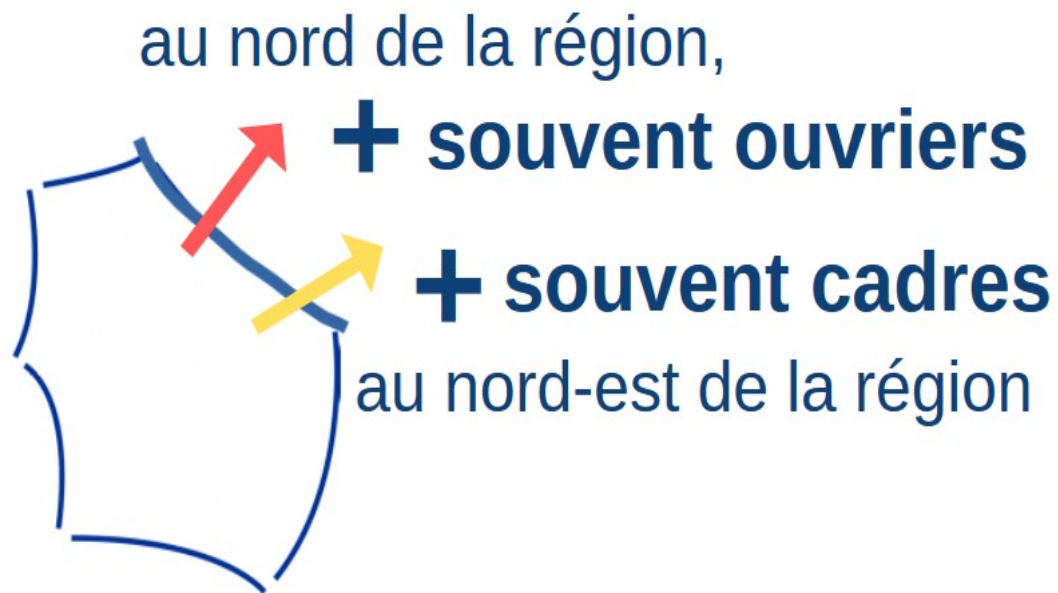 au nord de la région,
+ souvent ouvriers
+ souvent cadres
au nord-est de la région